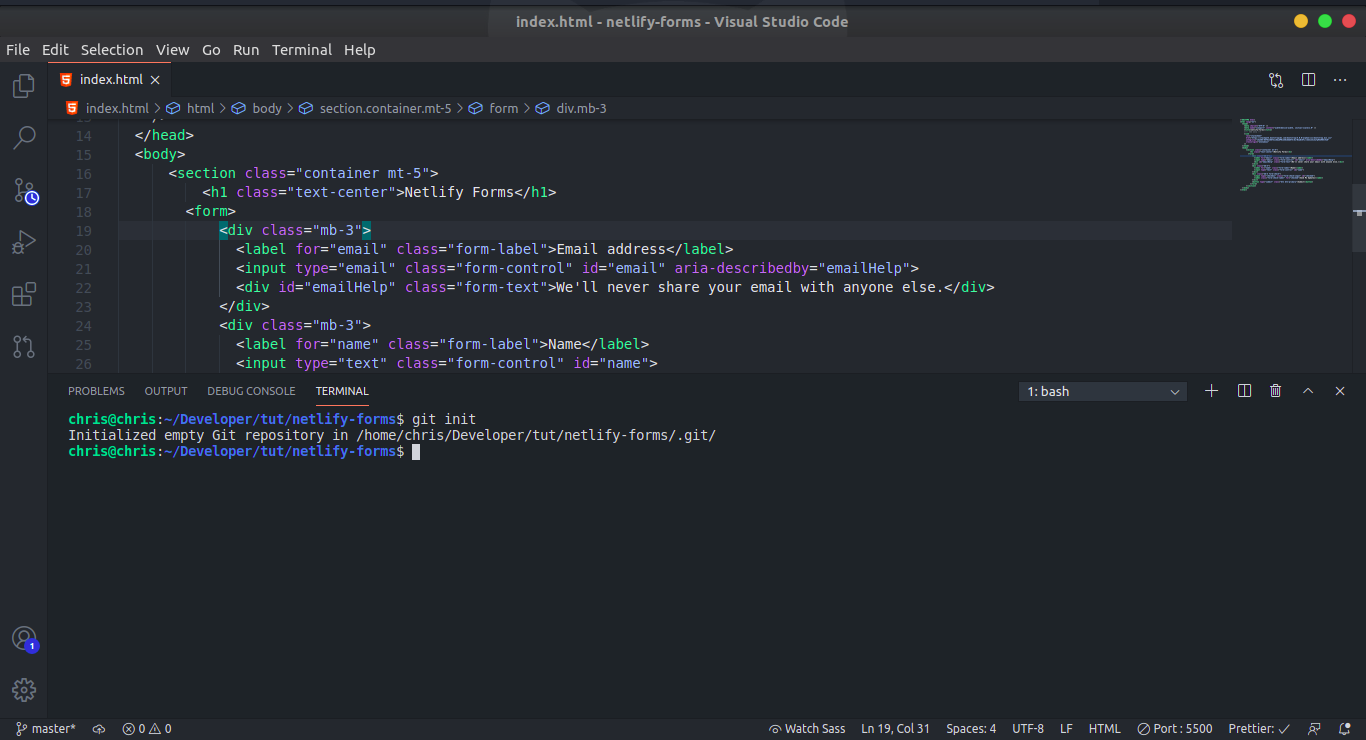 index.html - netlify-forms - Visual Studio Code
File Edit Selection View Go Run Terminal Help
index.html
index.html > html > body > section.container.mt-5 > form > div.mb-3
14 </head>
15 <body>
16 <section class="container mt-5">
17 <h1 class="text-center">Netlify Forms</h1>
18 <form>
19 <div class="mb-3">
20 <label for="email" class="form-label">Email address</label>
21 <input type="email" class="form-control" id="email" aria-describedby="emailHelp">
22 <div id="emailHelp" class="form-text">We'll never share your email with anyone else.</div>
23 </div>
24 <div class="mb-3">
25 <label for="name" class="form-label">Name</label>
26 <input type="text" class="form-control" id="name">
PROBLEMS OUTPUT DEBUG CONSOLE TERMINAL 1: bash
chris@chris:~/Developer/tut/netlify-forms$ git init
Initialized empty Git repository in /home/chris/Developer/tut/netlify-forms/.git/
chris@chris:~/Developer/tut/netlify-forms$
1
master* 0 0 Watch Sass Ln 19, Col 31 Spaces: 4 UTF-8 LF HTML Port : 5500 Prettier: ✓